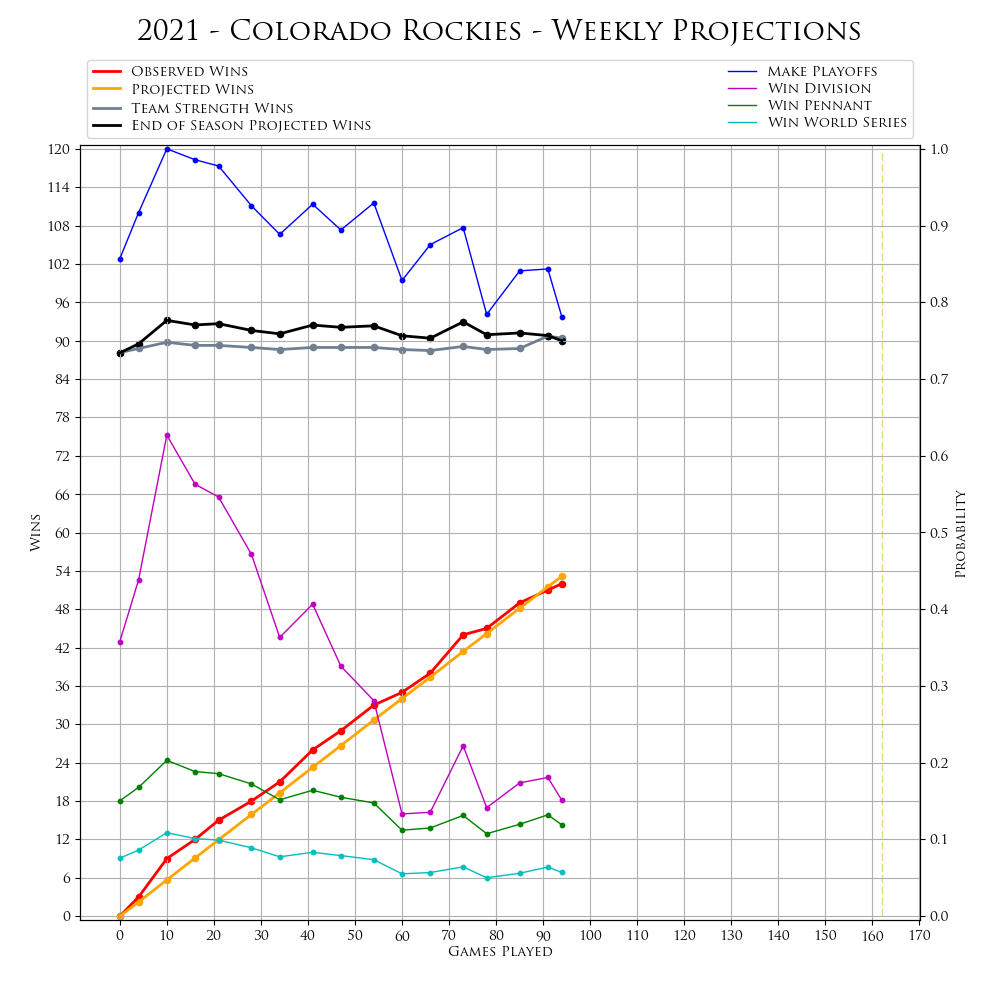 2021 - Colorado Rockies - Weekly Projections
Observed Wins
Projected Wins
Team Strength Wins
End of Season Projected Wins
Make Playoffs
Win Division
Win Pennant
Win World Series
120
114
108
102
96
90
84
78
72
66
60
54
48
42
36
30
24
18
12
6
0
Wins
1.0
0.9
0.8
0.7
0.6
0.5
0.4
0.3
0.2
0.1
0.0
Probability
0 10 20 30 40 50 60 70 80 90 100 110 120 130 140 150 160 170
Games Played